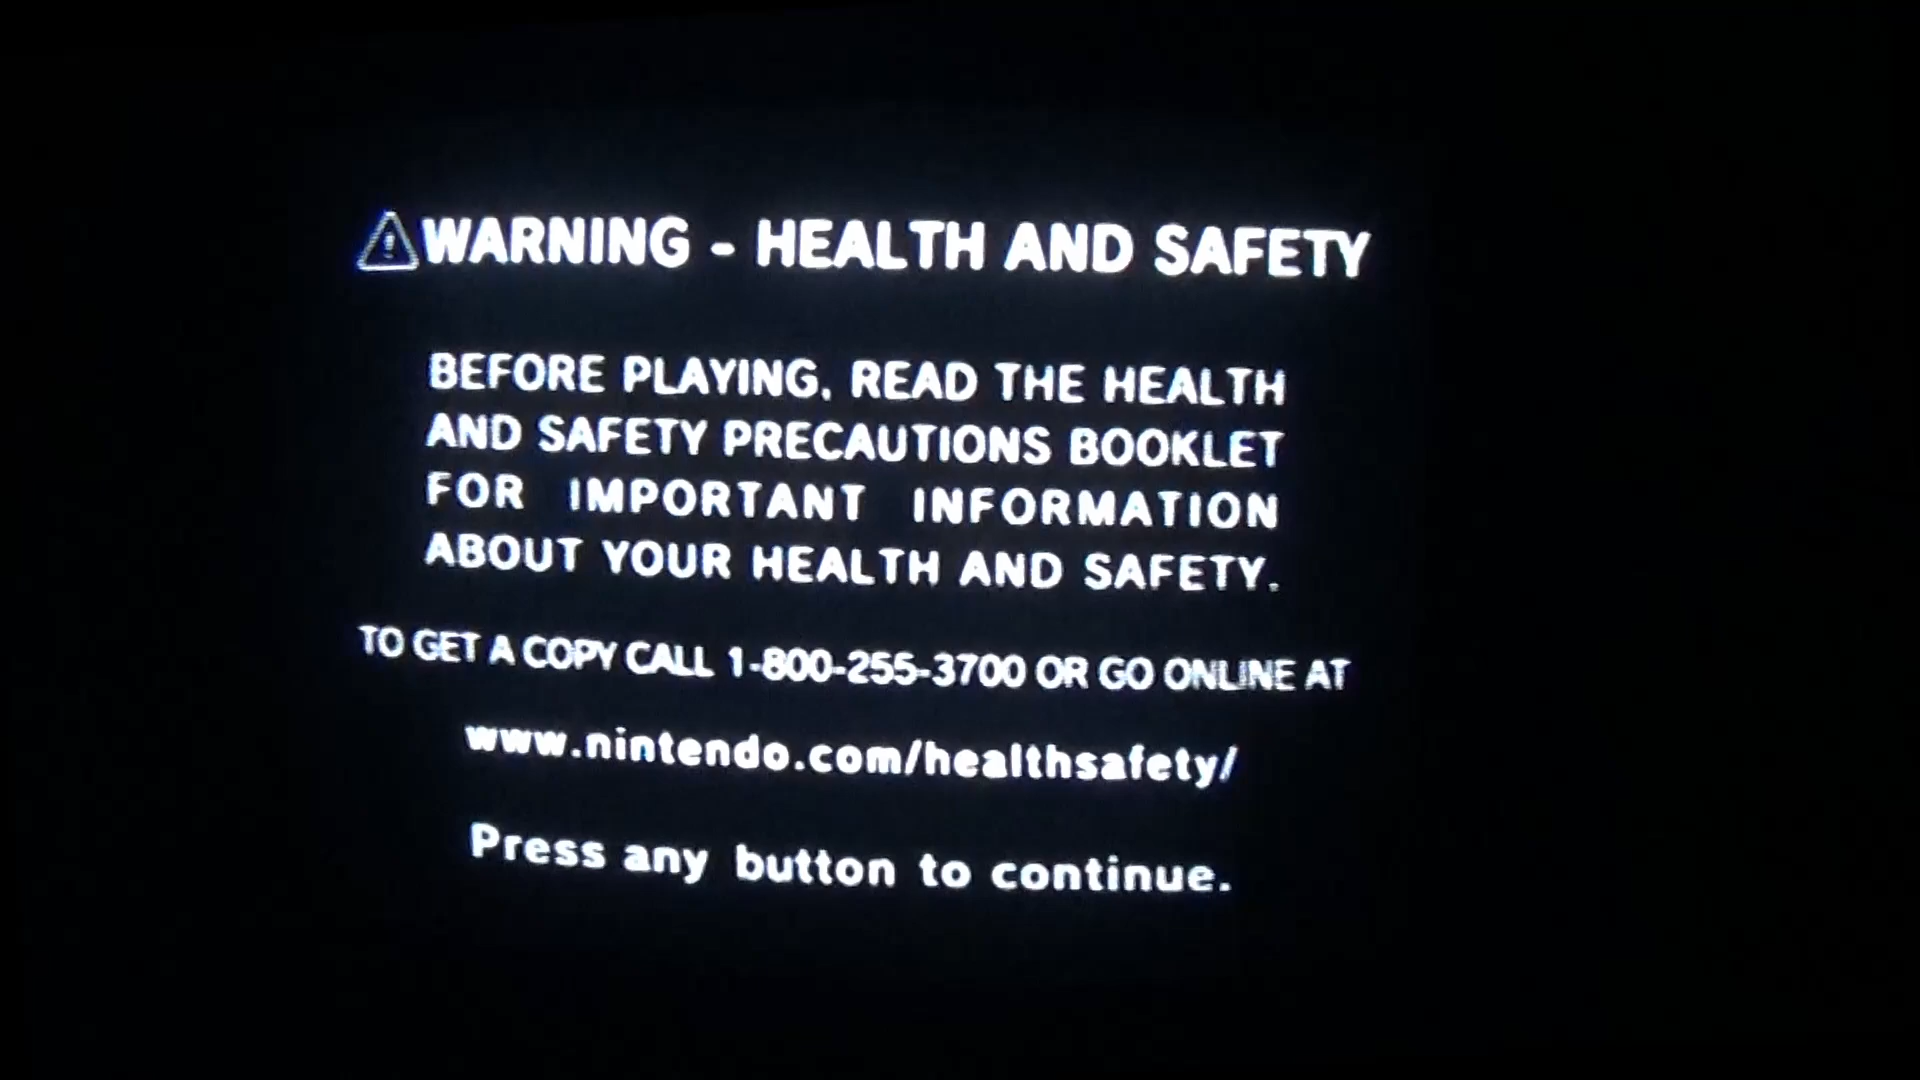 WARNING - HEALTH AND SAFETY
BEFORE PLAYING, READ THE HEALTH
AND SAFETY PRECAUTIONS BOOKLET
FOR IMPORTANT INFORMATION
ABOUT YOUR HEALTH AND SAFETY.
TO GET A COPY CALL 1-800-255-3700 OR GO ONLINE AT
www.nintendo.com/healthsafety/
Press any button to continue.